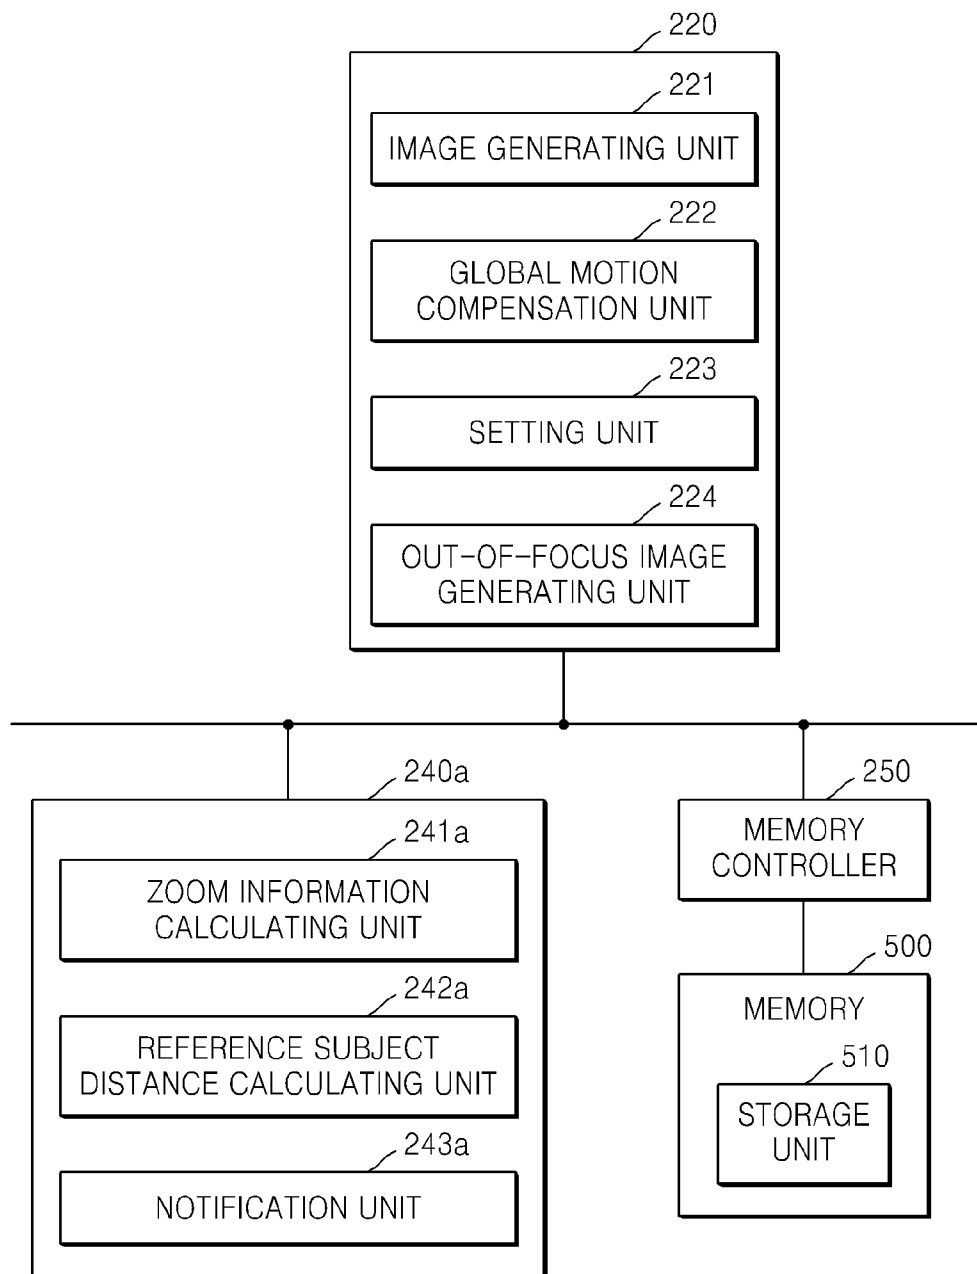 220
221
IMAGE GENERATING UNIT
222
GLOBAL MOTION
COMPENSATION UNIT
223
SETTING UNIT
224
OUT-OF-FOCUS IMAGE
GENERATING UNIT
240a
241a
ZOOM INFORMATION
CALCULATING UNIT
242a
REFERENCE SUBJECT
DISTANCE CALCULATING UNIT
243a
NOTIFICATION UNIT
250
MEMORY
CONTROLLER
500
MEMORY
510
STORAGE
UNIT